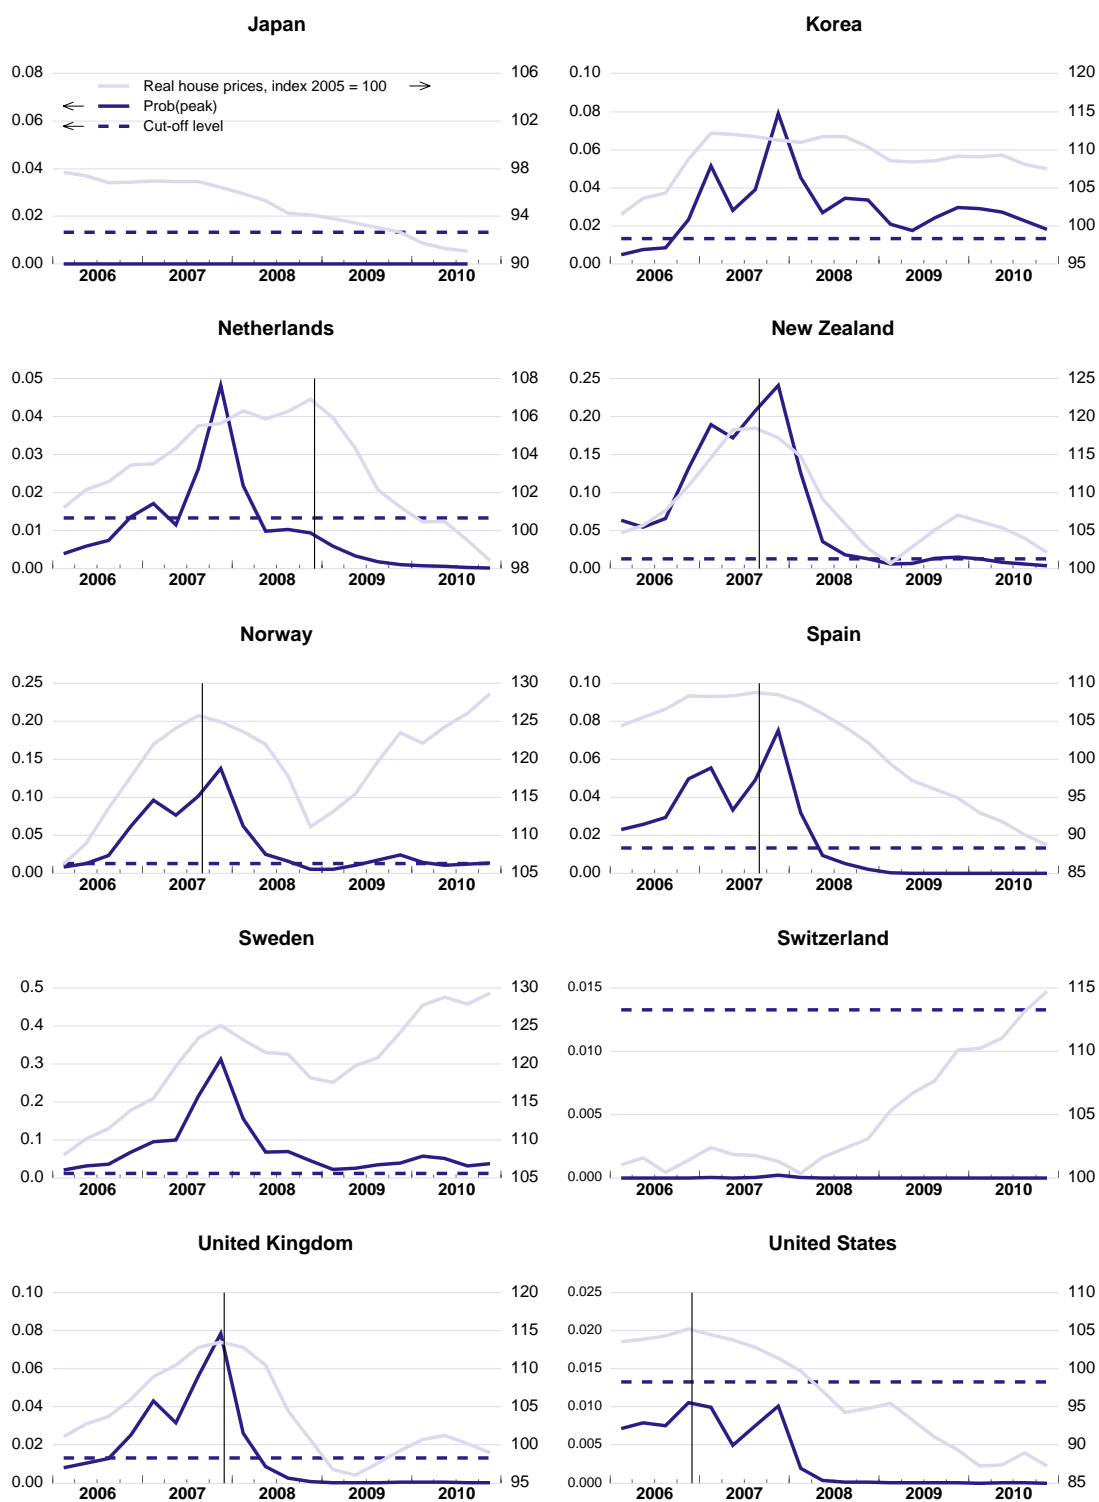 Japan
Korea
0.08 106 0.10 120
Real house prices, index 2005 = 100
Prob(peak)
Cut-off level
0.08 115
0.06 102
0.06 110
0.04 98
0.04 105
0.02 94
0.02 100
0.00 90 0.00 95
2006 2007 2008 2009 2010 2006 2007 2008 2009 2010
Netherlands
New Zealand
0.05 108 0.25 125
0.04 106 0.20 120
0.03 104 0.15 115
0.02 102 0.10 110
0.01 100 0.05 105
0.00 98 0.00 100
2006 2007 2008 2009 2010 2006 2007 2008 2009 2010
Norway
Spain
0.25 130 0.10 110
0.20 125 0.08 105
0.15 120 0.06 100
0.10 115 0.04 95
0.05 110 0.02 90
0.00 105 0.00 85
2006 2007 2008 2009 2010 2006 2007 2008 2009 2010
Sweden
Switzerland
0.5 130 0.015 115
0.4 125
0.3 120 0.010 110
0.2 115
0.1 110 0.005 105
0.0 105 0.000 100
2006 2007 2008 2009 2010 2006 2007 2008 2009 2010
United Kingdom
United States
0.10 120 0.025 110
0.08 115 0.020 105
0.06 110 0.015 100
0.04 105 0.010 95
0.02 100 0.005 90
0.00 95 0.000 85
2006 2007 2008 2009 2010 2006 2007 2008 2009 2010